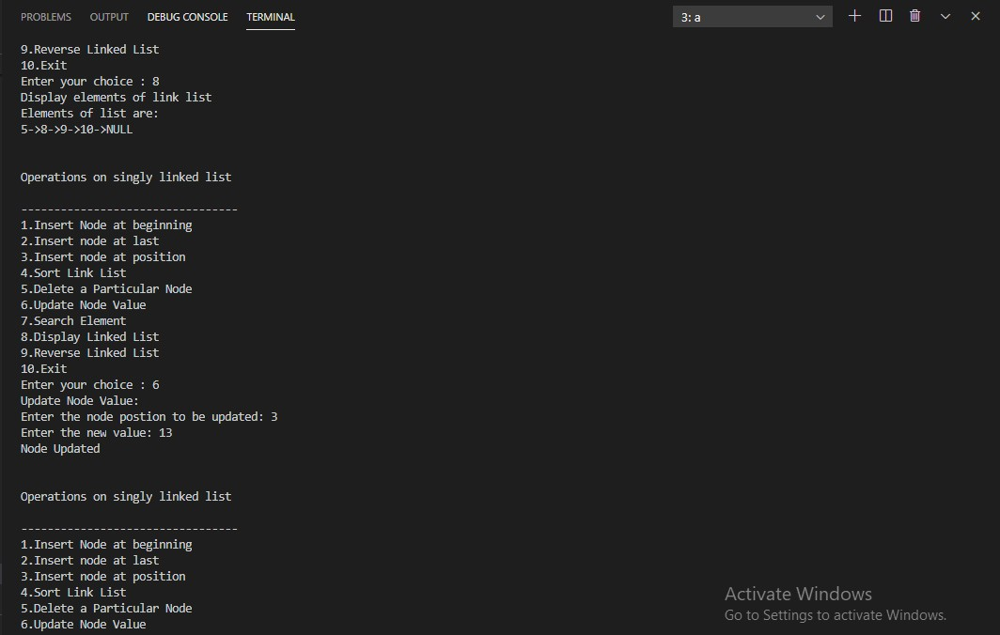 PROBLEMS OUTPUT DEBUG CONSOLE TERMINAL 3: a
9.Reverse Linked List
10.Exit
Enter your choice : 8
Display elements of link list
Elements of list are:
5->8->9->10->NULL
Operations on singly linked list
---------------------------------
1.Insert Node at beginning
2.Insert node at last
3.Insert node at position
4.Sort Link List
5.Delete a Particular Node
6.Update Node Value
7.Search Element
8.Display Linked List
9.Reverse Linked List
10.Exit
Enter your choice : 6
Update Node Value:
Enter the node postion to be updated: 3
Enter the new value: 13
Node Updated
Operations on singly linked list
---------------------------------
1.Insert Node at beginning
2.Insert node at last
3.Insert node at position
4.Sort Link List
5.Delete a Particular Node
6.Update Node Value
Activate Windows
Go to Settings to activate Windows.